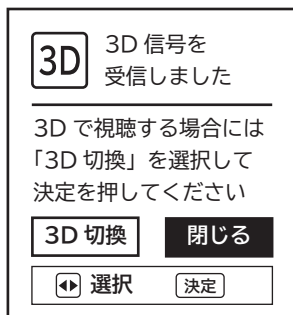 3D
3D 信号を
受信しました
3D で視聴する場合には
「3D 切換」を選択して
決定を押してください
3D 切換 閉じる
選択 決定